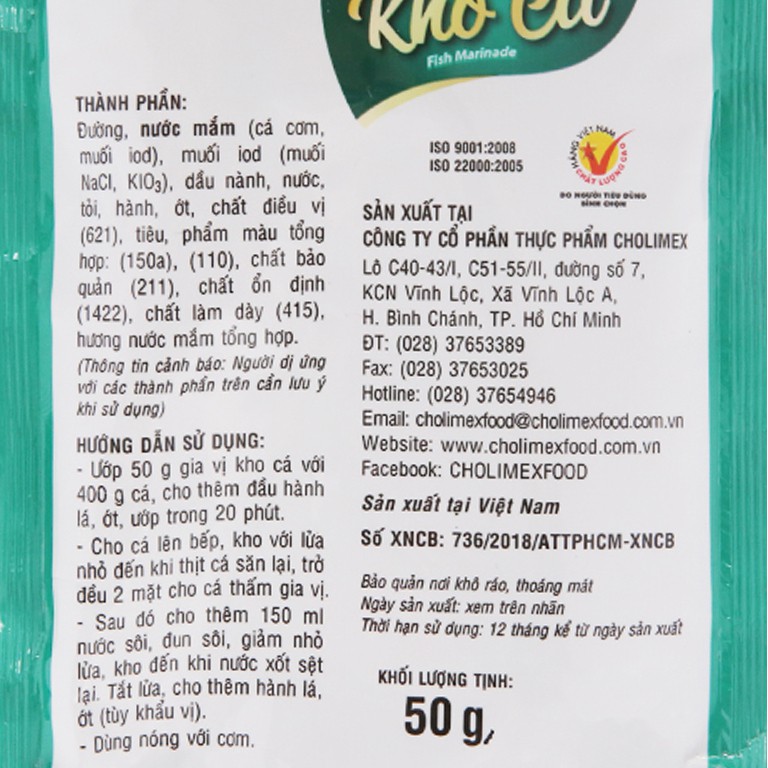 Kho Cá
Fish Marinade
THÀNH PHẦN:
Đường, nước mắm (cá cơm,
muối iod), muối iod (muối
NaCl, KIO3), dầu nành, nước,
tỏi, hành, ớt, chất điều vị
(621), tiêu, phẩm màu tổng
hợp: (150a), (110), chất bảo
quản (211), chất ổn định
(1422), chất làm dày (415),
hương nước mắm tổng hợp.
(Thông tin cảnh báo: Người dị ứng
với các thành phần trên cần lưu ý
khi sử dụng)
HƯỚNG DẪN SỬ DỤNG:
- Ướp 50 g gia vị kho cá với
400 g cá, cho thêm đầu hành
lá, ớt, ướp trong 20 phút.
- Cho cá lên bếp, kho với lửa
nhỏ đến khi thịt cá săn lại, trở
đều 2 mặt cho cá thấm gia vị.
- Sau đó cho thêm 150 ml
nước sôi, đun sôi, giảm nhỏ
lửa, kho đến khi nước xốt sệt
lại. Tắt lửa, cho thêm hành lá,
ớt (tùy khẩu vị).
- Dùng nóng với cơm.
ISO 9001:2008
ISO 22000:2005
HÀNG VIỆT NAM
CHẤT LƯỢNG CAO
DO NGƯỜI TIÊU DÙNG
BÌNH CHỌN
SẢN XUẤT TẠI
CÔNG TY CỔ PHẦN THỰC PHẨM CHOLIMEX
Lô C40-43/I, C51-55/II, đường số 7,
KCN Vĩnh Lộc, Xã Vĩnh Lộc A,
H. Bình Chánh, TP. Hồ Chí Minh
ĐT: (028) 37653389
Fax: (028) 37653025
Hotline: (028) 37654946
Email: cholimexfood@cholimexfood.com.vn
Website: www.cholimexfood.com.vn
Facebook: CHOLIMEXFOOD
Sản xuất tại Việt Nam
Số XNCB: 736/2018/ATTPHCM-XNCB
Bảo quản nơi khô ráo, thoáng mát
Ngày sản xuất: xem trên nhãn
Thời hạn sử dụng: 12 tháng kể từ ngày sản xuất
KHỐI LƯỢNG TỊNH:
50 g